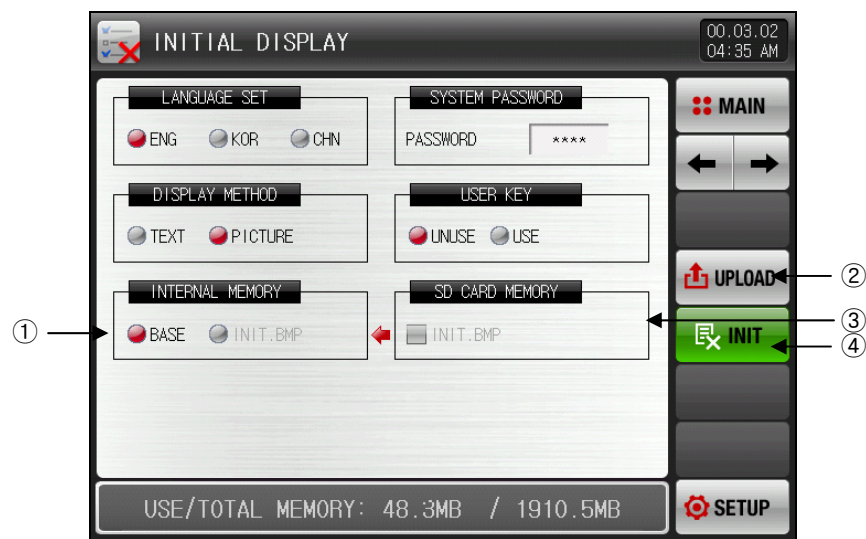 INITIAL DISPLAY
00.03.02
04:35 AM
LANGUAGE SET
ENG KOR CHN
SYSTEM PASSWORD
PASSWORD ****
MAIN
DISPLAY METHOD
TEXT PICTURE
USER KEY
UNUSE USE
UPLOAD
②
INTERNAL MEMORY
① BASE INIT.BMP
SD CARD MEMORY
INIT.BMP
③
INIT
④
USE/TOTAL MEMORY: 48.3MB / 1910.5MB
SETUP